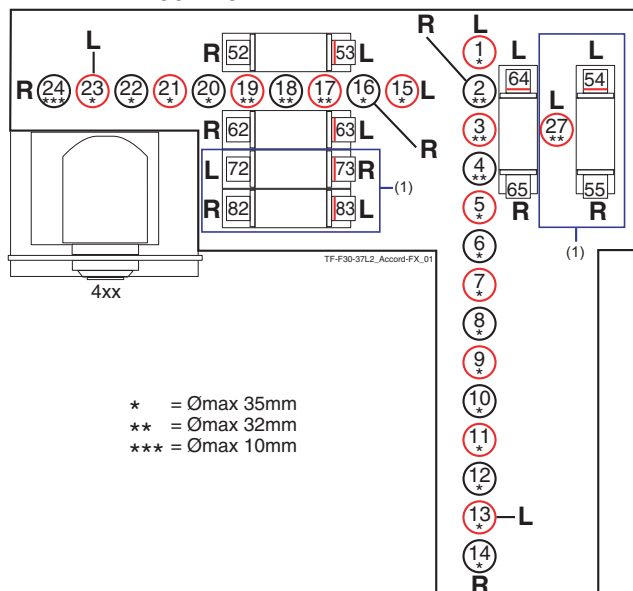 R L
L R 52 53 L 1 * L L
R 24 *** 23 * 22 * 21 * 20 * 19 ** 18 ** 17 ** 16 * 15 * L 2 ** 64 54
L
R 62 63 L R 3 ** 27 **
L 72 73 R 4 **
(1) 65 55
R 82 83 L 5 * R R
6 * (1)
TF-F30-37L2_Accord-FX_01
4xx 7 *
8 *
9 *
* = Ømax 35mm 10 *
** = Ømax 32mm
*** = Ømax 10mm 11 *
12 *
13 * L
14 *
R